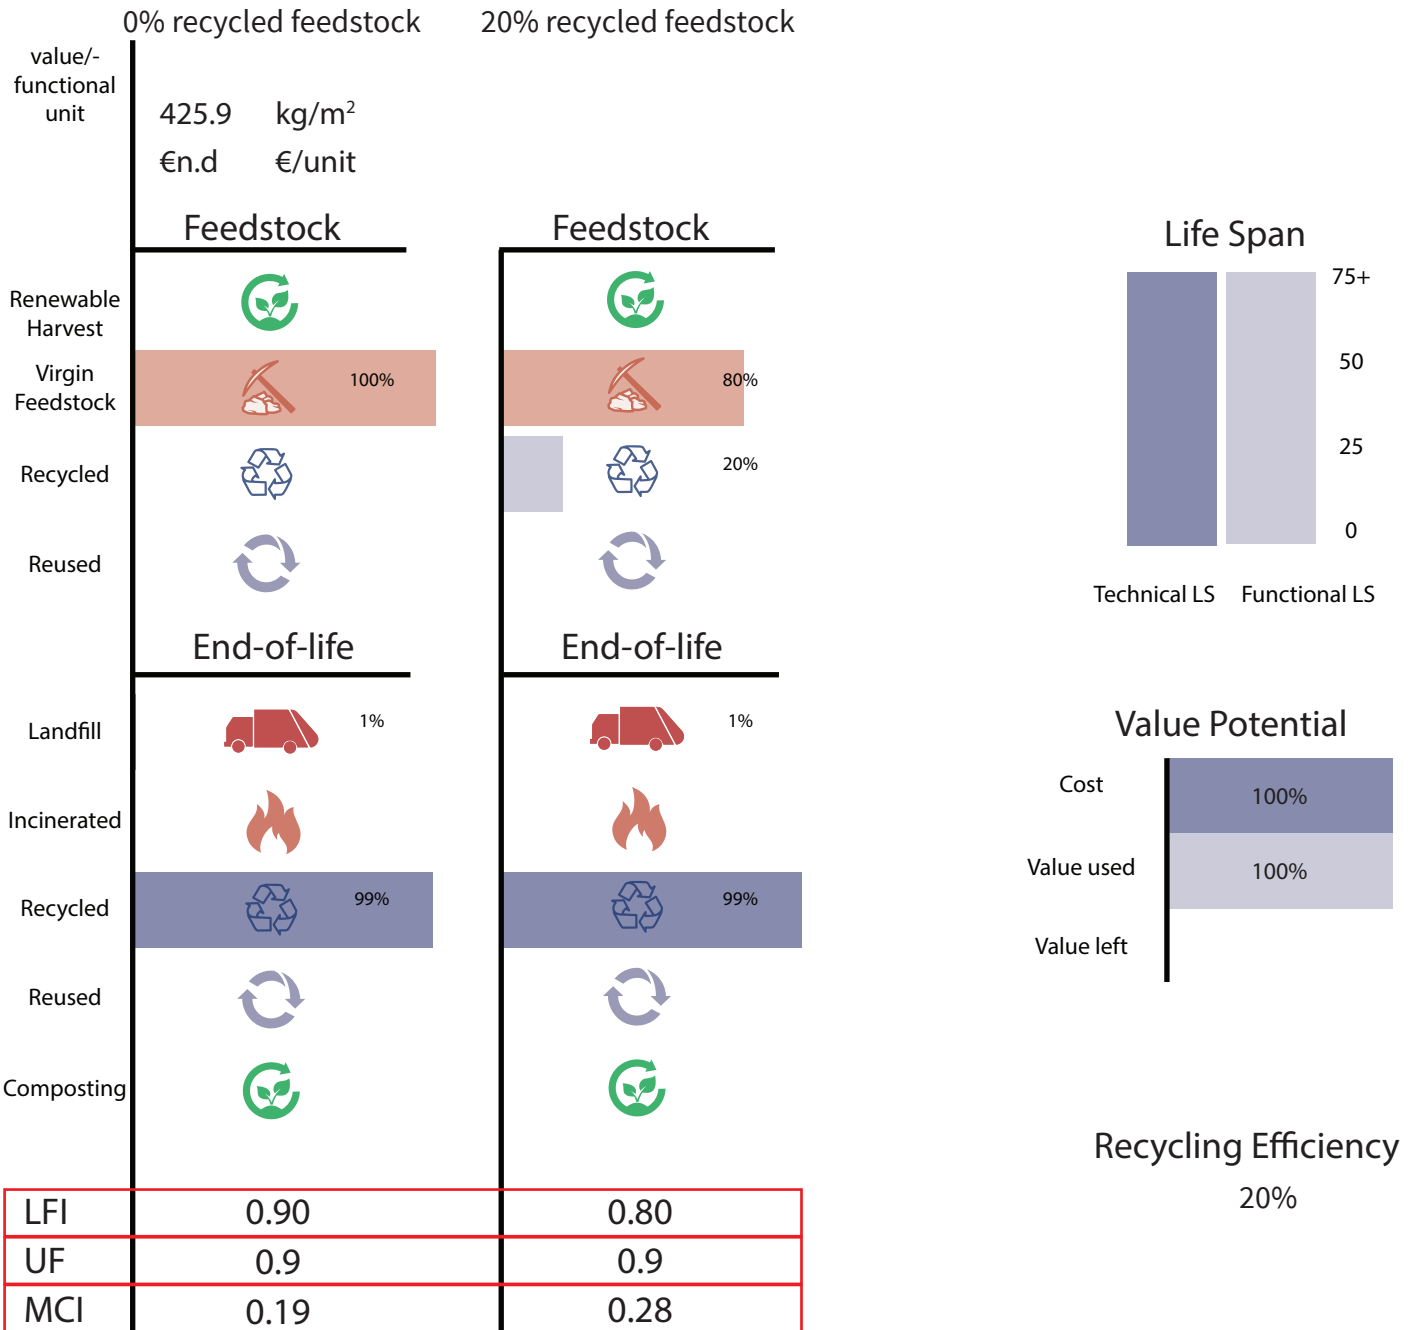 0% recycled feedstock 20% recycled feedstock
value/-
functional
unit
425.9 kg/m²
€n.d €/unit
Feedstock Feedstock
Renewable
Harvest
Virgin
Feedstock
100% 80%
Recycled 20%
Reused
End-of-life End-of-life
Landfill 1% 1%
Incinerated
Recycled 99% 99%
Reused
Composting
LFI 0.90 0.80
UF 0.9 0.9
MCI 0.19 0.28
Life Span
75+
50
25
0
Technical LS Functional LS
Value Potential
Cost 100%
Value used 100%
Value left
Recycling Efficiency
20%